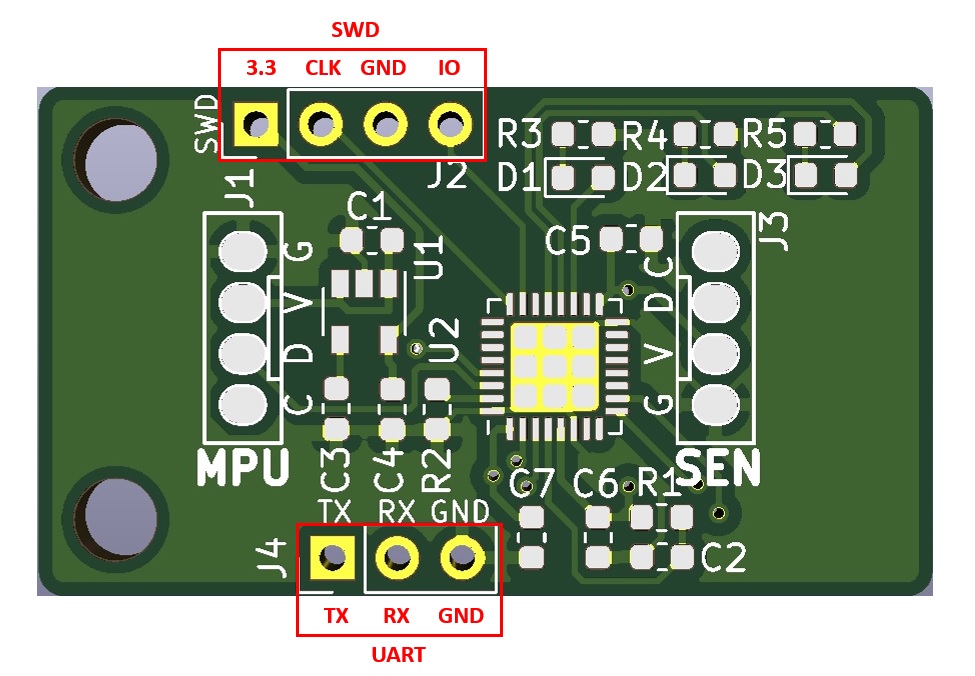 SWD
3.3 CLK GND IO
SWD
J2
R3 R4 R5
D1 D2 D3
J1
C1
U1
C5
J3
G
V
D
C
C
D
V
G
U2
MPU
SEN
C3 C4 R2
C7 C6 R1
TX RX GND
J4
C2
TX RX GND
UART